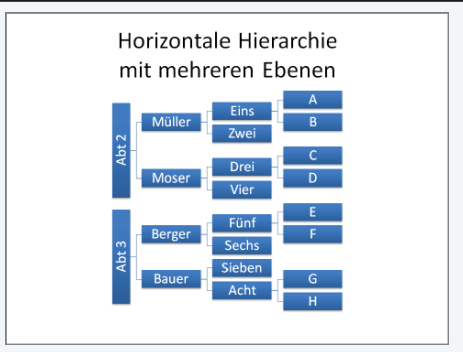 Horizontale Hierarchie
mit mehreren Ebenen
Abt 2
Müller
Eins
A
B
Zwei
Moser
Drei
C
D
Vier
Abt 3
Berger
Fünf
E
F
Sechs
Bauer
Sieben
Acht
G
H